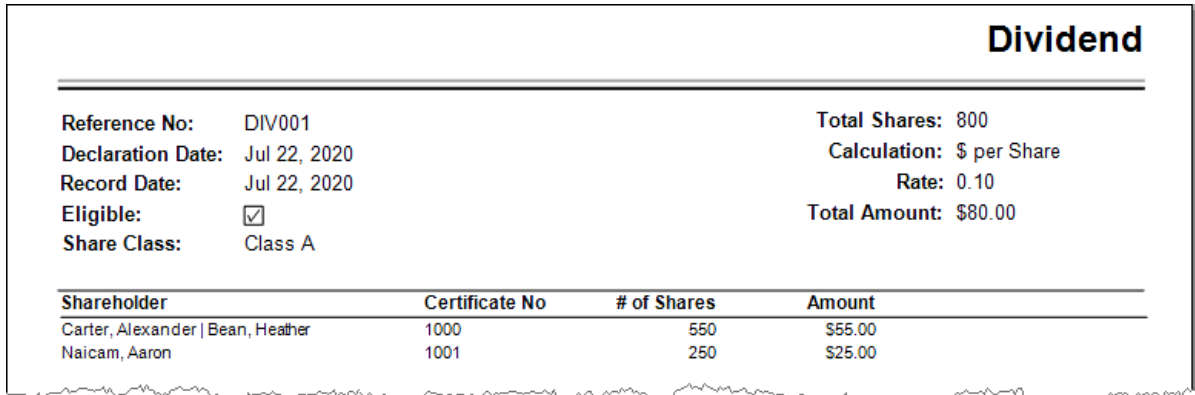 Dividend
Reference No: DIV001
Total Shares: 800
Declaration Date: Jul 22, 2020
Calculation: $ per Share
Record Date: Jul 22, 2020
Rate: 0.10
Eligible: ☑
Total Amount: $80.00
Share Class: Class A
Shareholder Certificate No # of Shares Amount
Carter, Alexander | Bean, Heather 1000 550 $55.00
Naicam, Aaron 1001 250 $25.00